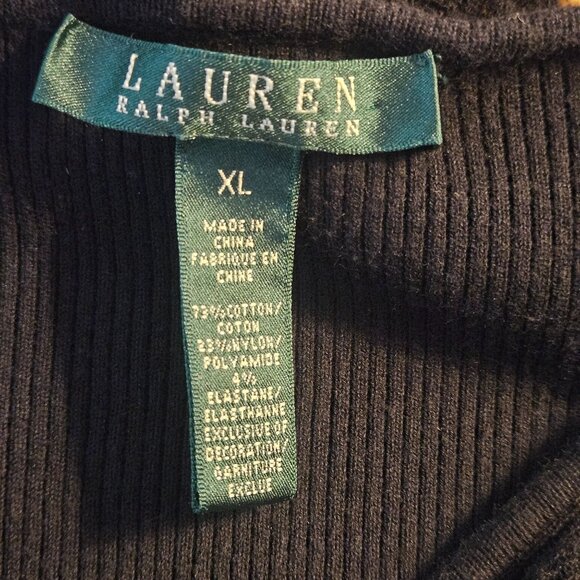 LAUREN
RALPH LAUREN
XL
MADE IN
CHINA
FABRIQUE EN
CHINE
73%COTTON/
COTON
23%NYLON/
POLYAMIDE
4%
ELASTANE/
ELASTHANNE
EXCLUSIVE OF
DECORATION/
GARNITURE
EXCLUE